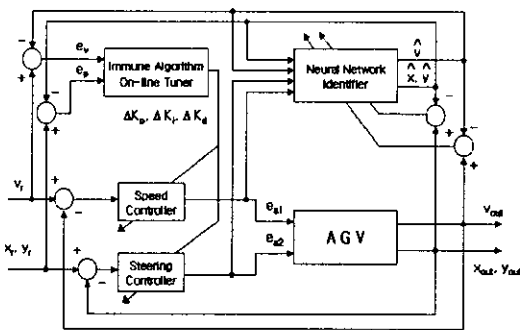 e_v
Immune Algorithm
On-line Tuner
e_p
ΔK_p, ΔK_i, ΔK_d
Neural Network
Identifier
v̂
x̂, ŷ
v_r
Speed
Controller
e_a1
AGV
v_out
x_r, y_r
Steering
Controller
e_a2
x_out, y_out